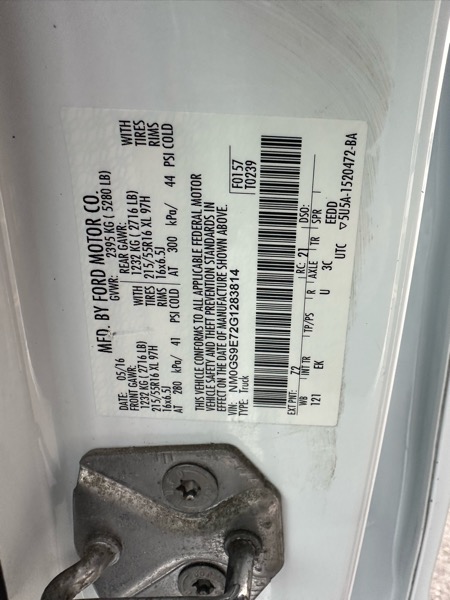 MFD. BY FORD MOTOR CO.
DATE: 05/16 GVWR: 2395 KG ( 5280 LB)
FRONT GAWR: REAR GAWR:
1232 KG ( 2716 LB) WITH 1232 KG ( 2716 LB) WITH
215/55R16 XL 97H TIRES 215/55R16 XL 97H TIRES
16x6.5J RIMS 16x6.5J RIMS
AT 280 kPa/ 41 PSI COLD AT 300 kPa/ 44 PSI COLD
THIS VEHICLE CONFORMS TO ALL APPLICABLE FEDERAL MOTOR
VEHICLE SAFETY AND THEFT PREVENTION STANDARDS IN
EFFECT ON THE DATE OF MANUFACTURE SHOWN ABOVE.
VIN: NM0GS9E72G1283814 F0157
TYPE: Truck T0239
EXT PNT: Z2 RC: 21 DSO:
WB INT TR TP/PS R AXLE TR SPR
121 EK U 3C EEDD
UTC ▽5U5A-1520472-BA